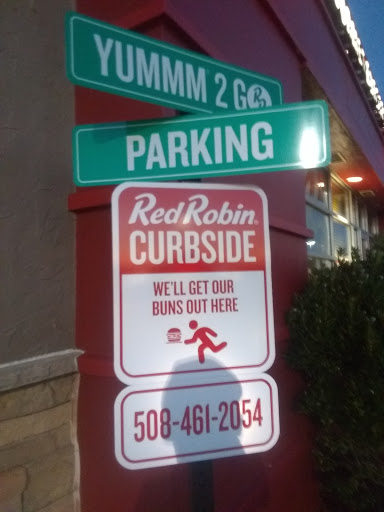 YUMMM® 2 GO
PARKING
Red Robin®
CURBSIDE
WE'LL GET OUR
BUNS OUT HERE
508-461-2054